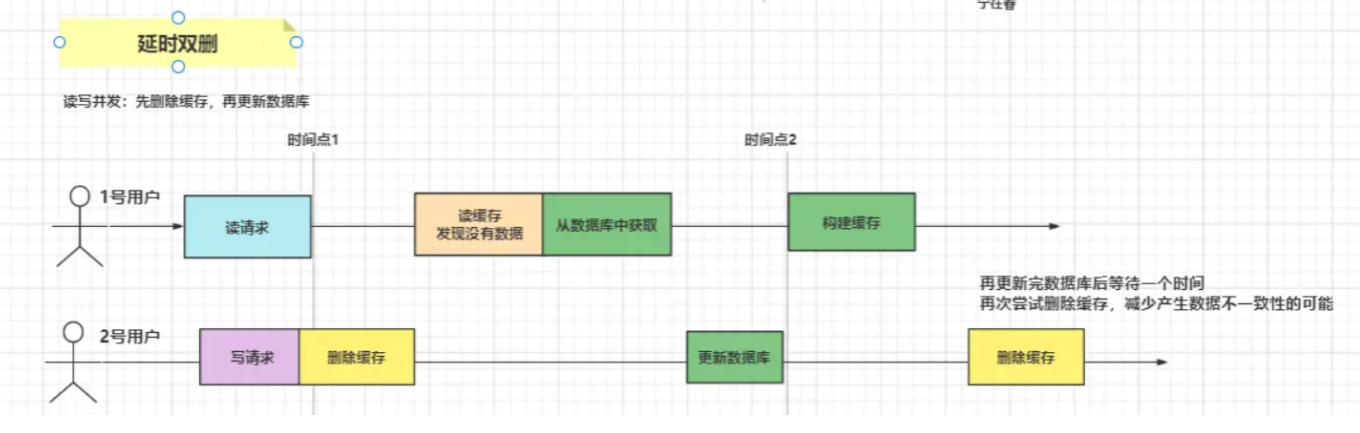 宁在春
延时双删
读写并发：先删除缓存，再更新数据库
时间点1
时间点2
1号用户
读请求
读缓存
发现没有数据
从数据库中获取
构建缓存
再更新完数据库后等待一个时间
再次尝试删除缓存，减少产生数据不一致性的可能
2号用户
写请求
删除缓存
更新数据库
删除缓存